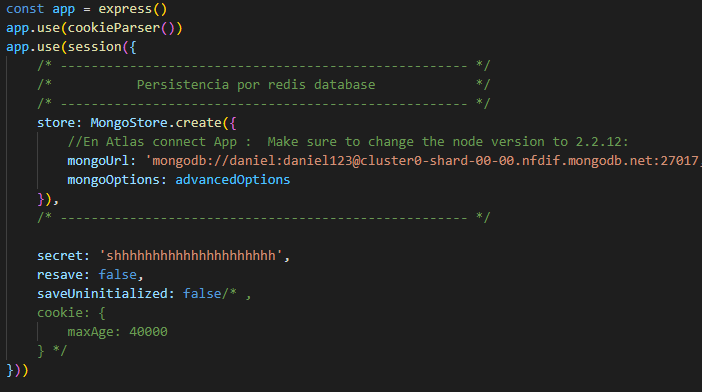 const app = express()
app.use(cookieParser())
app.use(session({
/* ----------------------------------------------------- */
/* Persistencia por redis database */
/* ----------------------------------------------------- */
store: MongoStore.create({
//En Atlas connect App : Make sure to change the node version to 2.2.12:
mongoUrl: 'mongodb://daniel:daniel123@cluster0-shard-00-00.nfdif.mongodb.net:27017,
mongoOptions: advancedOptions
}),
/* ----------------------------------------------------- */
secret: 'shhhhhhhhhhhhhhhhhhhhh',
resave: false,
saveUninitialized: false/* ,
cookie: {
maxAge: 40000
} */
}))